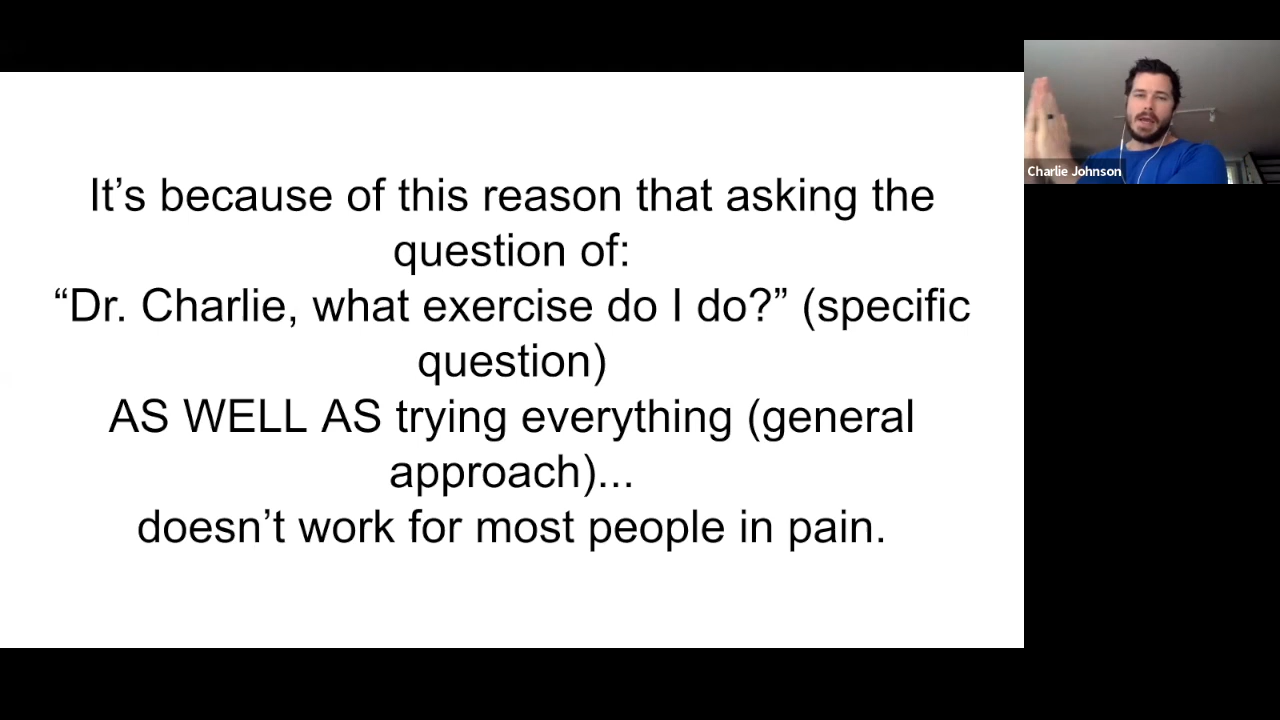 It’s because of this reason that asking the
question of:
“Dr. Charlie, what exercise do I do?” (specific
question)
AS WELL AS trying everything (general
approach)...
doesn’t work for most people in pain.
Charlie Johnson